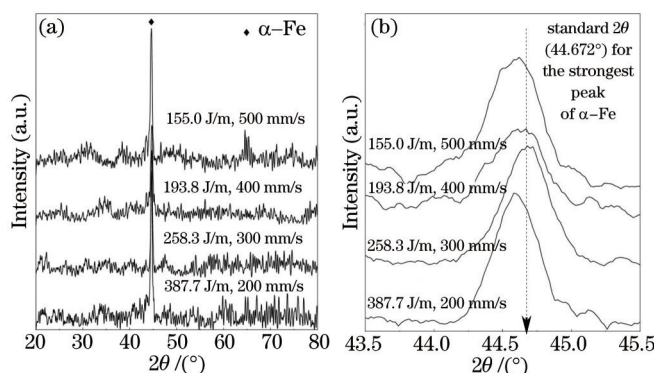 (a)
♦ α-Fe
155.0 J/m, 500 mm/s
193.8 J/m, 400 mm/s
258.3 J/m, 300 mm/s
387.7 J/m, 200 mm/s
Intensity (a.u.)
20 30 40 50 60 70 80
2θ /(°)
(b)
standard 2θ
(44.672°) for
the strongest
peak
of α-Fe
155.0 J/m, 500 mm/s
193.8 J/m, 400 mm/s
258.3 J/m, 300 mm/s
387.7 J/m, 200 mm/s
Intensity (a.u.)
43.5 44.0 44.5 45.0 45.5
2θ /(°)